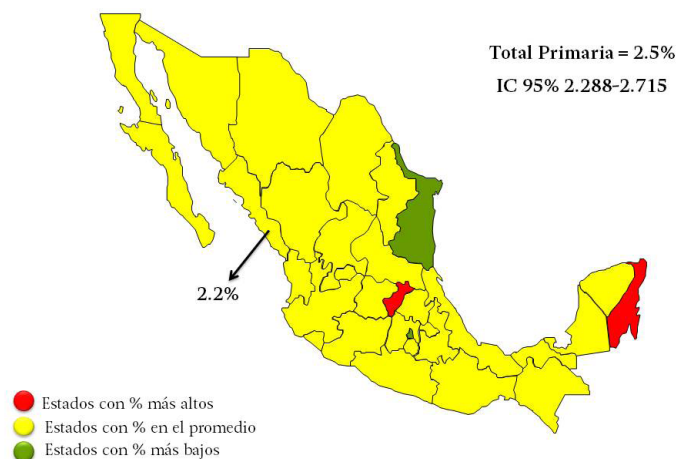 Total Primaria = 2.5%
IC 95% 2.288-2.715
2.2%
Estados con % más altos
Estados con % en el promedio
Estados con % más bajos